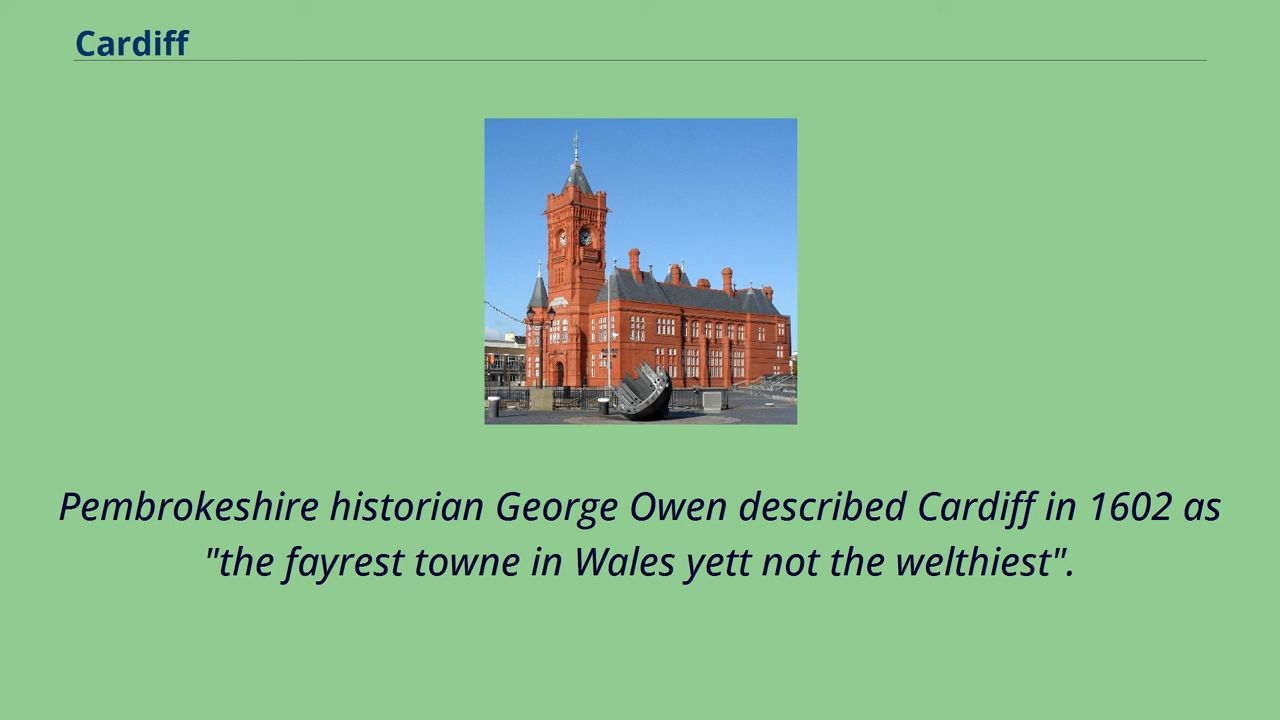 Cardiff
Pembrokeshire historian George Owen described Cardiff in 1602 as
"the fayrest towne in Wales yett not the welthiest".